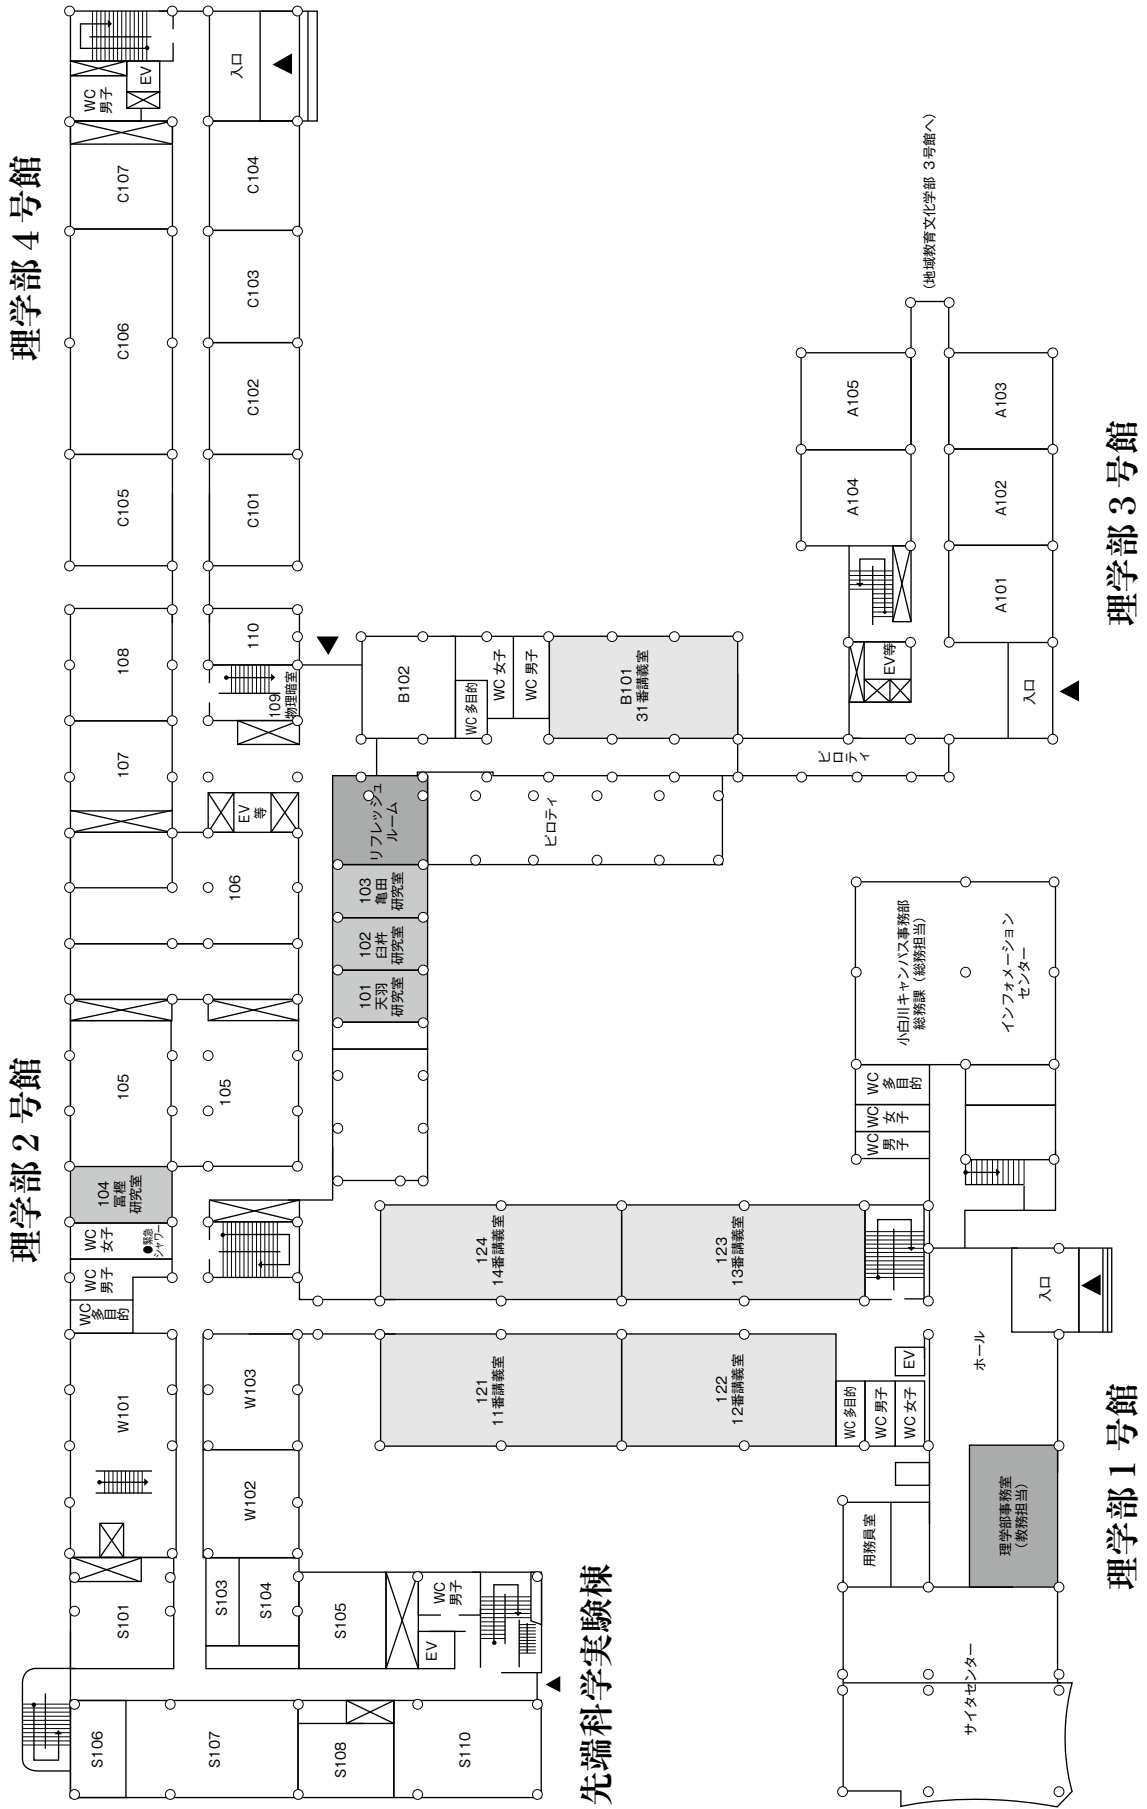 理学部2号館
理学部4号館
S106
S107
S108
S110
S101
S103
S104
S105
WC
男子
EV
先端科学実験棟
W101
W102
W103
WC
多目的
WC
男子
WC
女子
●緊急
シャワー
104
冨樫
研究室
105
105
106
107
108
EV
等
109
物理暗室
110
C105
C106
C107
WC
男子
EV
C101
C102
C103
C104
入口
101
天羽
研究室
102
臼杵
研究室
103
亀田
研究室
リフレッシュ
ルーム
ピロティ
B102
WC 多目的
WC 女子
WC 男子
B101
31番講義室
ピロティ
121
11番講義室
122
12番講義室
124
14番講義室
123
13番講義室
WC 多目的
WC 男子
WC 女子
EV
用務員室
サイタセンター
理学部事務室
(教務担当)
ホール
入口
WC
男子
WC
女子
WC
多目的
小白川キャンパス事務部
総務課(総務担当)
インフォメーション
センター
A104
A105
EV等
入口
A101
A102
A103
(地域教育文化学部 3号館へ)
理学部1号館
理学部3号館